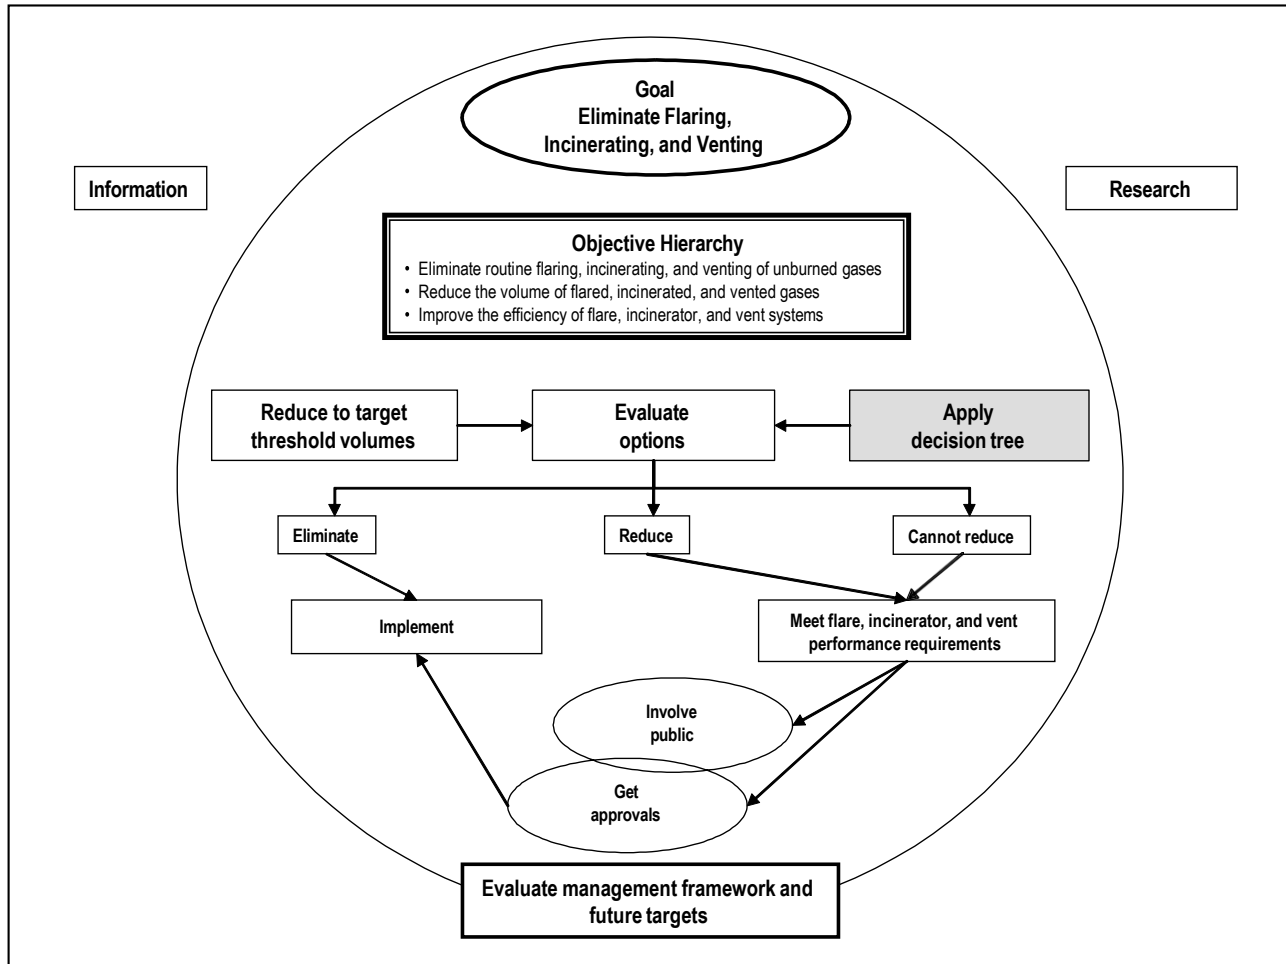 Goal
Eliminate Flaring,
Incinerating, and Venting
Information
Research
Objective Hierarchy
• Eliminate routine flaring, incinerating, and venting of unburned gases
• Reduce the volume of flared, incinerated, and vented gases
• Improve the efficiency of flare, incinerator, and vent systems
Reduce to target
threshold volumes
Evaluate
options
Apply
decision tree
Eliminate
Reduce
Cannot reduce
Implement
Meet flare, incinerator, and vent
performance requirements
Involve
public
Get
approvals
Evaluate management framework and
future targets